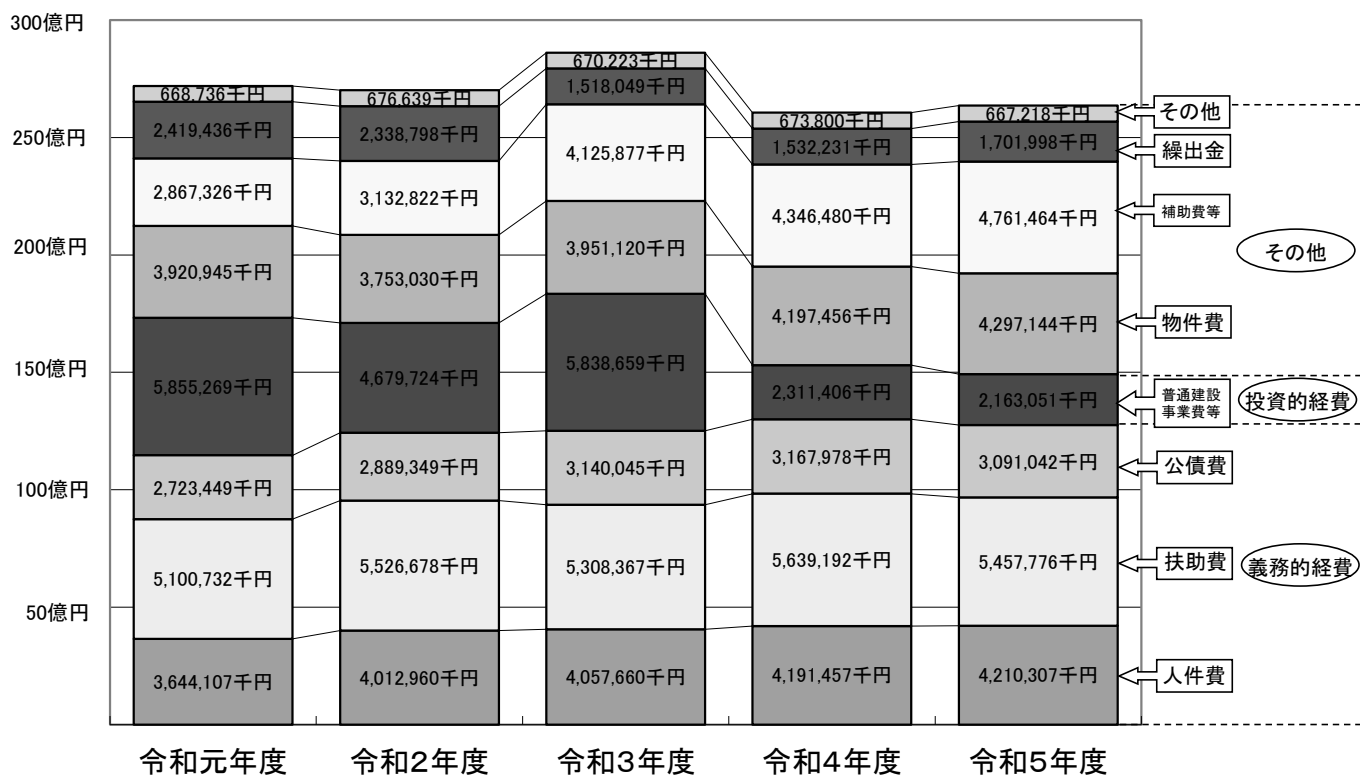 300億円
250億円
200億円
150億円
100億円
50億円
668,736千円
2,419,436千円
2,867,326千円
3,920,945千円
5,855,269千円
2,723,449千円
5,100,732千円
3,644,107千円
676,639千円
2,338,798千円
3,132,822千円
3,753,030千円
4,679,724千円
2,889,349千円
5,526,678千円
4,012,960千円
670,223千円
1,518,049千円
4,125,877千円
3,951,120千円
5,838,659千円
3,140,045千円
5,308,367千円
4,057,660千円
673,800千円
1,532,231千円
4,346,480千円
4,197,456千円
2,311,406千円
3,167,978千円
5,639,192千円
4,191,457千円
667,218千円
1,701,998千円
4,761,464千円
4,297,144千円
2,163,051千円
3,091,042千円
5,457,776千円
4,210,307千円
その他
繰出金
補助費等
物件費
普通建設
事業費等
公債費
扶助費
人件費
その他
投資的経費
義務的経費
令和元年度
令和2年度
令和3年度
令和4年度
令和5年度